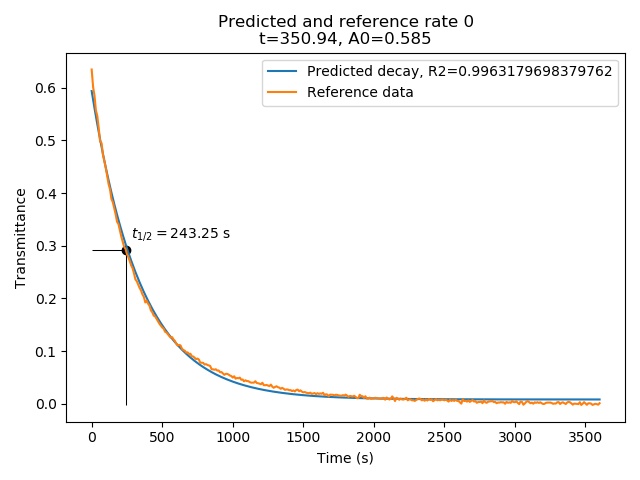 Predicted and reference rate 0
t=350.94, A0=0.585
Predicted decay, R2=0.9963179698379762
Reference data
t1/2 = 243.25 s
0.6
0.5
0.4
0.3
0.2
0.1
0.0
Transmittance
0 500 1000 1500 2000 2500 3000 3500
Time (s)